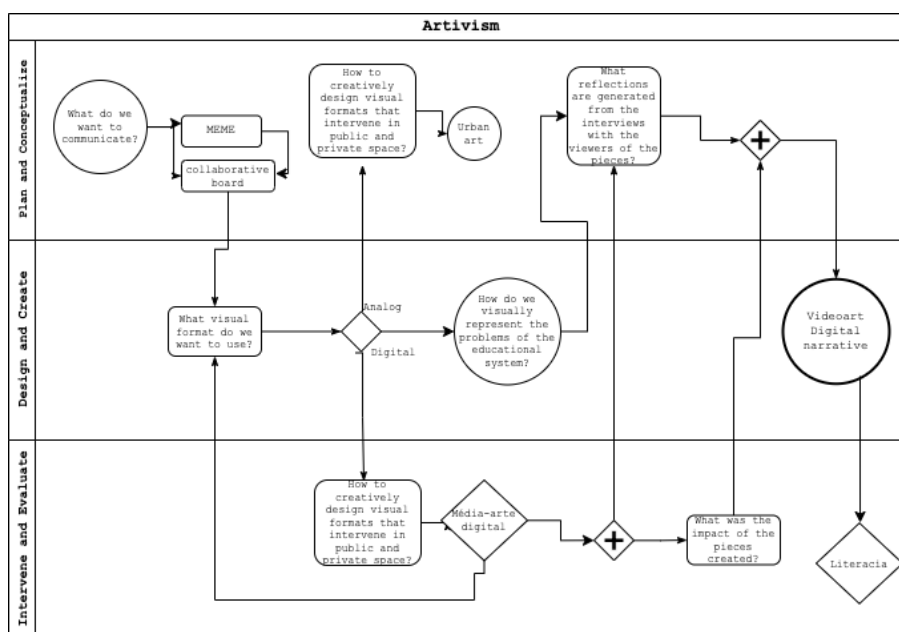 Artivism
Plan and Conceptualize
What do we
want to
communicate?
MEME
collaborative
board
How to
creatively
design visual
formats that
intervene in
public and
private space?
Urban
art
What
reflections
are generated
from the
interviews
with the
viewers of the
pieces?
Design and Create
What visual
format do we
want to use?
Analog
Digital
How do we
visually
represent the
problems of the
educational
system?
Videoart
Digital
narrative
Intervene and Evaluate
How to
creatively
design visual
formats that
intervene in
public and
private space?
Média-arte
digital
What was the
impact of the
pieces
created?
Literacia